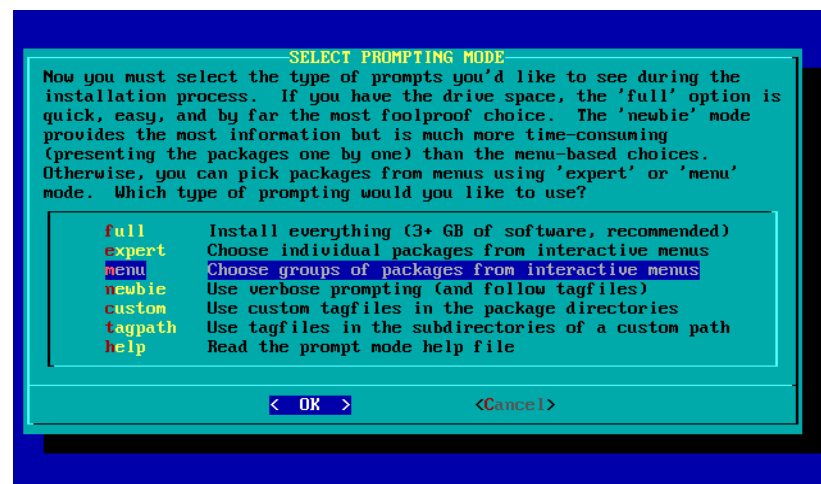 SELECT PROMPTING MODE
Now you must select the type of prompts you'd like to see during the
installation process.  If you have the drive space, the 'full' option is
quick, easy, and by far the most foolproof choice.  The 'newbie' mode
provides the most information but is much more time-consuming
(presenting the packages one by one) than the menu-based choices.
Otherwise, you can pick packages from menus using 'expert' or 'menu'
mode.  Which type of prompting would you like to use?
full Install everything (3+ GB of software, recommended)
expert Choose individual packages from interactive menus
menu Choose groups of packages from interactive menus
newbie Use verbose prompting (and follow tagfiles)
custom Use custom tagfiles in the package directories
tagpath Use tagfiles in the subdirectories of a custom path
help Read the prompt mode help file
< OK > <Cancel>